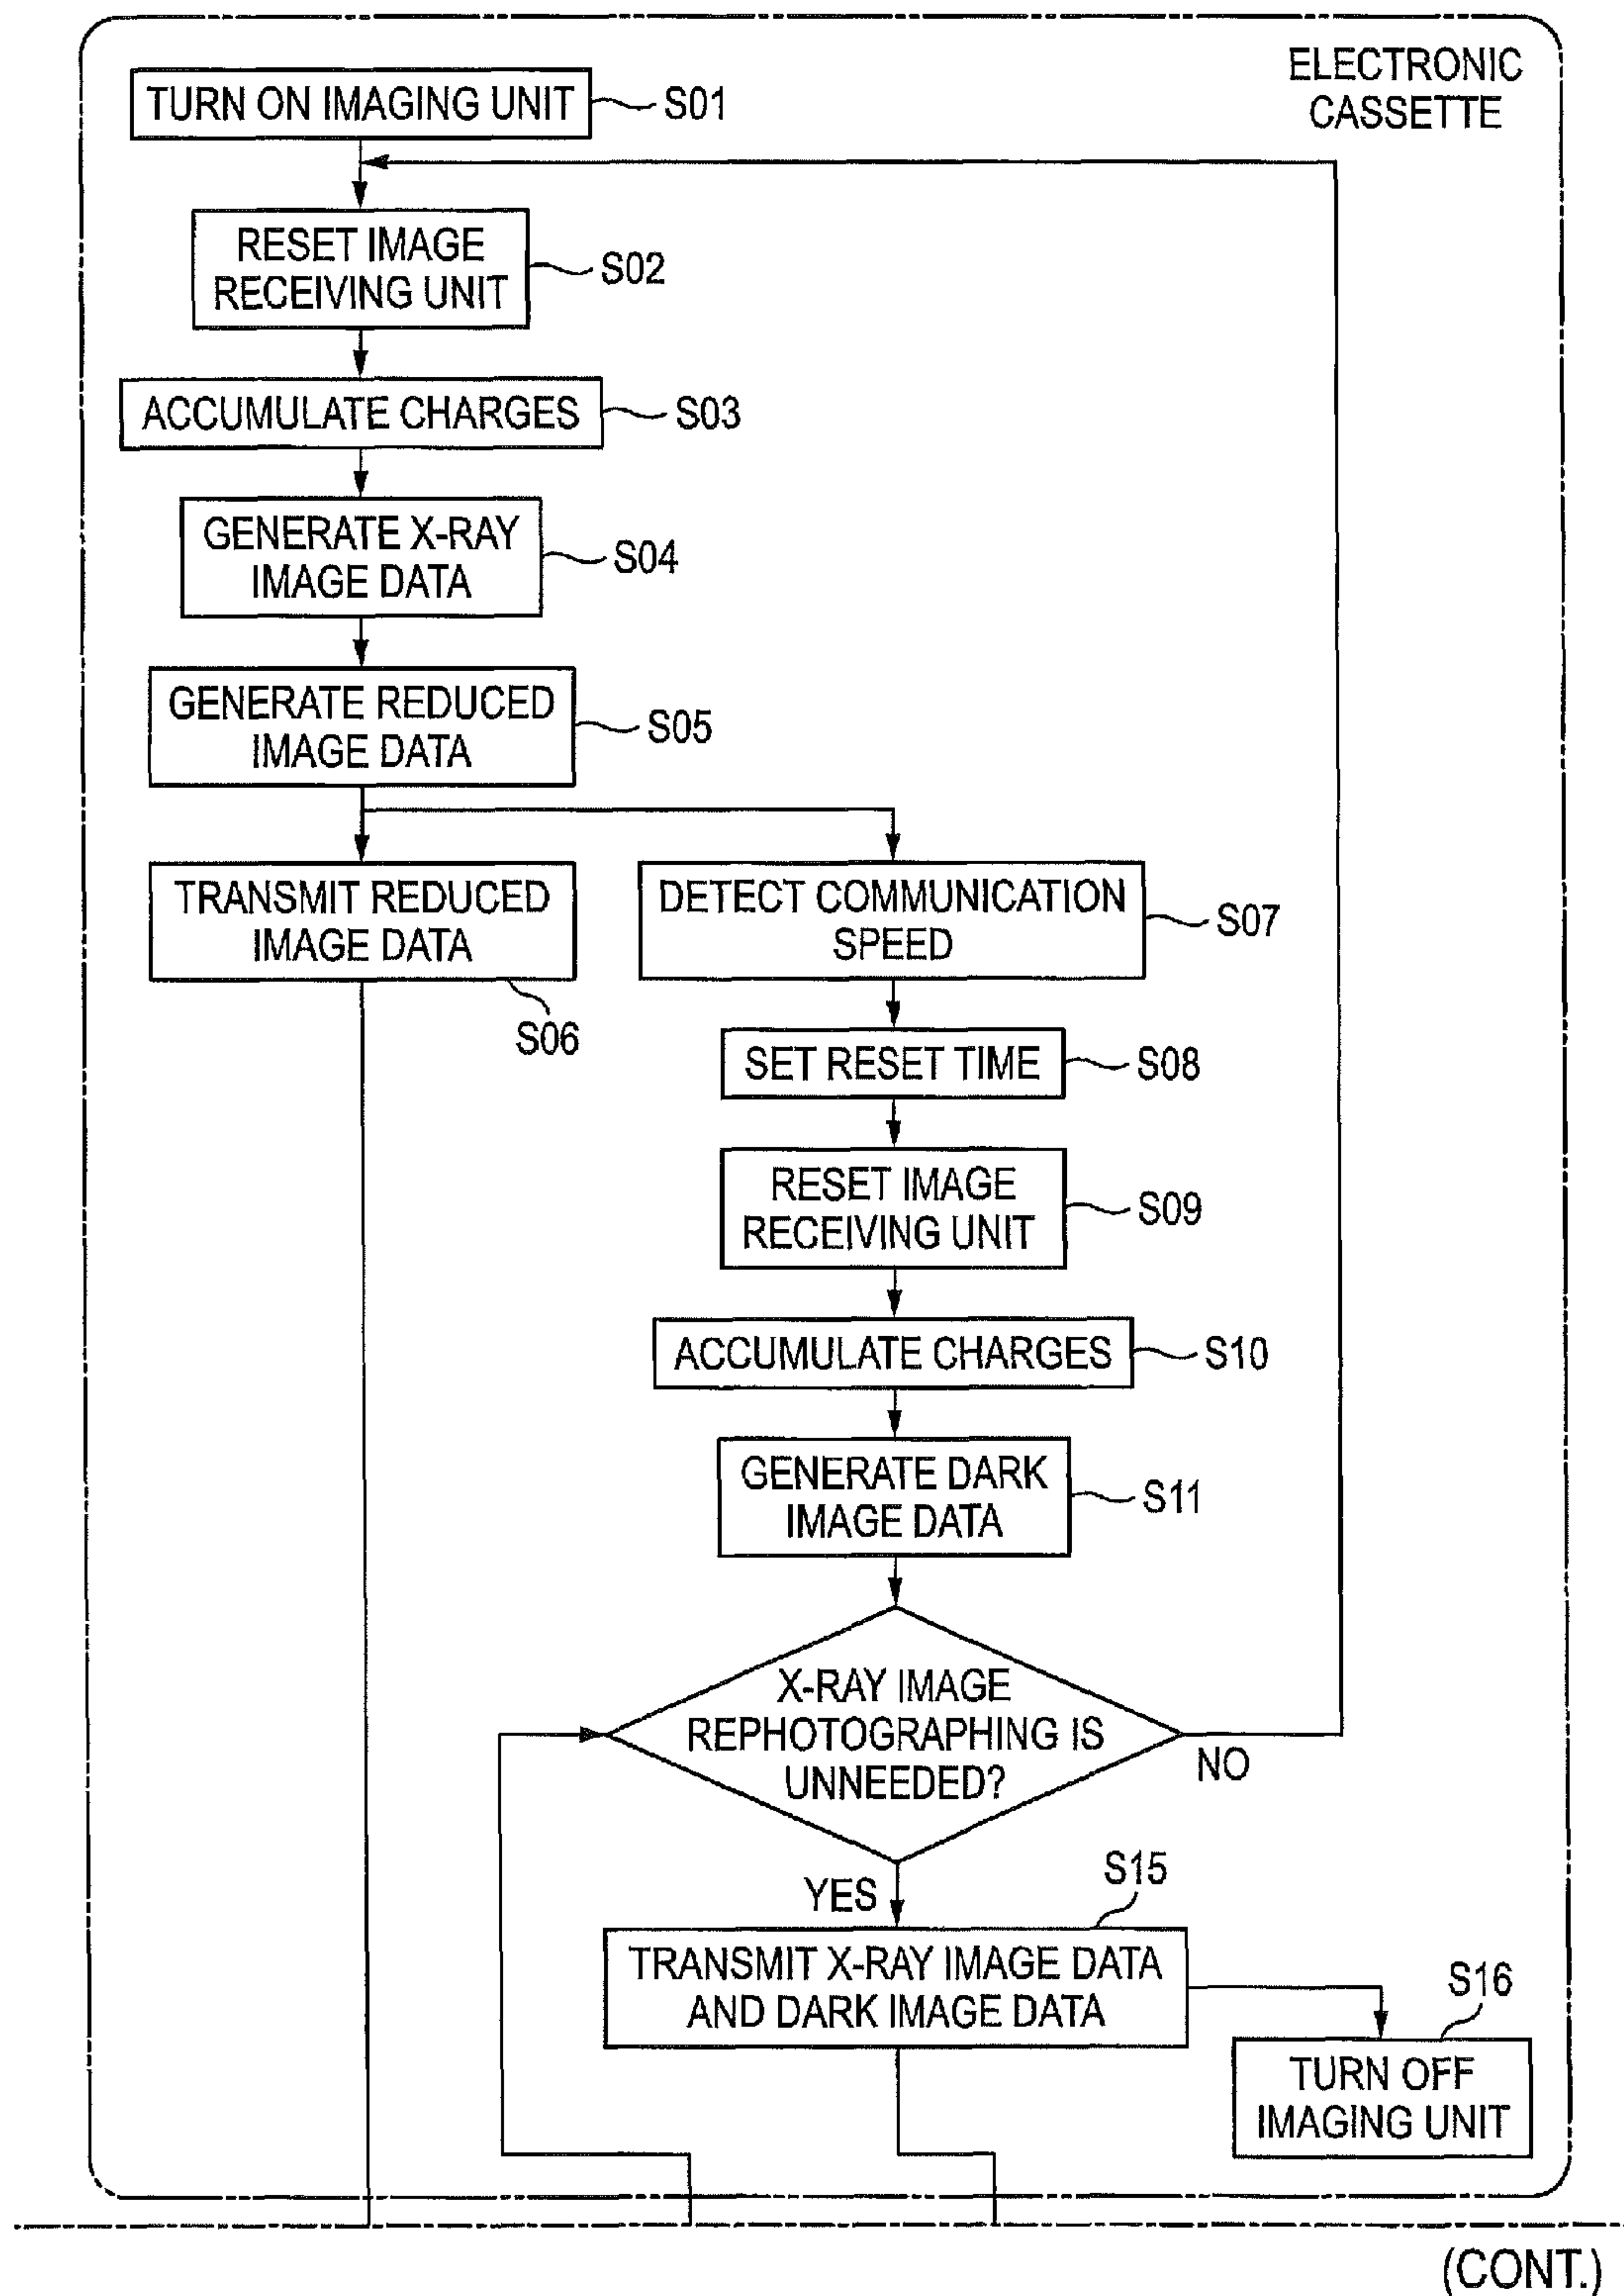 ELECTRONIC
CASSETTE
TURN ON IMAGING UNIT
S01
RESET IMAGE
RECEIVING UNIT
S02
ACCUMULATE CHARGES
S03
GENERATE X-RAY
IMAGE DATA
S04
GENERATE REDUCED
IMAGE DATA
S05
TRANSMIT REDUCED
IMAGE DATA
S06
DETECT COMMUNICATION
SPEED
S07
SET RESET TIME
S08
RESET IMAGE
RECEIVING UNIT
S09
ACCUMULATE CHARGES
S10
GENERATE DARK
IMAGE DATA
S11
X-RAY IMAGE
REPHOTOGRAPHING IS
UNNEEDED?
NO
YES
S15
TRANSMIT X-RAY IMAGE DATA
AND DARK IMAGE DATA
S16
TURN OFF
IMAGING UNIT
(CONT.)